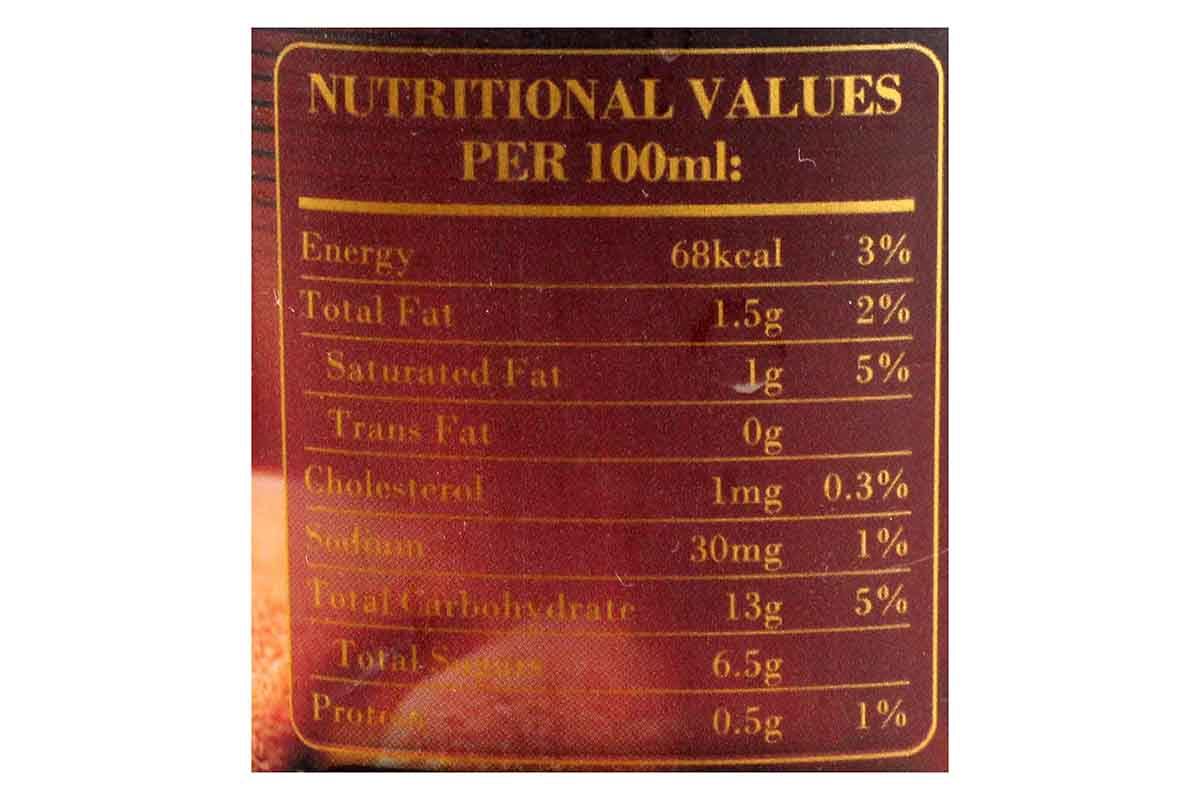 NUTRITIONAL VALUES
PER 100ml:
Energy 68kcal 3%
Total Fat 1.5g 2%
Saturated Fat 1g 5%
Trans Fat 0g
Cholesterol 1mg 0.3%
Sodium 30mg 1%
Total Carbohydrate 13g 5%
Total Sugars 6.5g
Protein 0.5g 1%